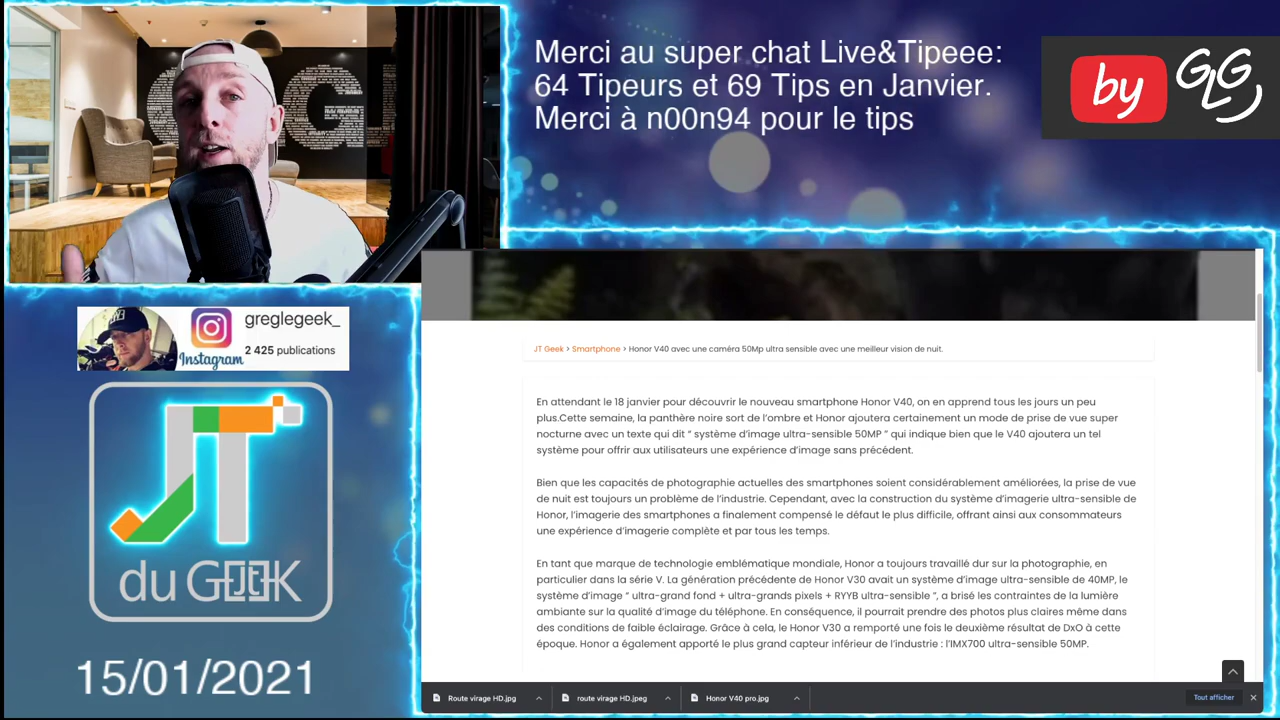 Merci au super chat Live&Tipeee:
64 Tipeurs et 69 Tips en Janvier.
Merci à n00n94 pour le tips
by GLG
greglegeek_
Instagram
2 425 publications
JT
du GEEK
15/01/2021
JT Geek > Smartphone > Honor V40 avec une caméra 50Mp ultra sensible avec une meilleur vision de nuit.
En attendant le 18 janvier pour découvrir le nouveau smartphone Honor V40, on en apprend tous les jours un peu
plus.Cette semaine, la panthère noire sort de l'ombre et Honor ajoutera certainement un mode de prise de vue super
nocturne avec un texte qui dit “ système d'image ultra-sensible 50MP ” qui indique bien que le V40 ajoutera un tel
système pour offrir aux utilisateurs une expérience d'image sans précédent.
Bien que les capacités de photographie actuelles des smartphones soient considérablement améliorées, la prise de vue
de nuit est toujours un problème de l'industrie. Cependant, avec la construction du système d'imagerie ultra-sensible de
Honor, l'imagerie des smartphones a finalement compensé le défaut le plus difficile, offrant ainsi aux consommateurs
une expérience d'imagerie complète et par tous les temps.
En tant que marque de technologie emblématique mondiale, Honor a toujours travaillé dur sur la photographie, en
particulier dans la série V. La génération précédente de Honor V30 avait un système d'image ultra-sensible de 40MP, le
système d'image “ ultra-grand fond + ultra-grands pixels + RYYB ultra-sensible ”, a brisé les contraintes de la lumière
ambiante sur la qualité d'image du téléphone. En conséquence, il pourrait prendre des photos plus claires même dans
des conditions de faible éclairage. Grâce à cela, le Honor V30 a remporté une fois le deuxième résultat de DxO à cette
époque. Honor a également apporté le plus grand capteur inférieur de l'industrie : l'IMX700 ultra-sensible 50MP.
Route virage HD.jpg
route virage HD.jpeg
Honor V40 pro.jpg
Tout afficher